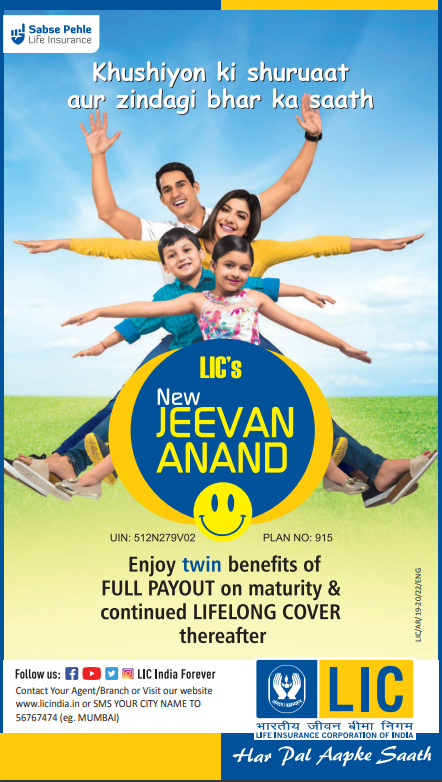 Sabse Pehle
Life Insurance
Khushiyon ki shuruaat
aur zindagi bhar ka saath
LIC's
New
JEEVAN
ANAND
UIN: 512N279V02 PLAN NO: 915
Enjoy twin benefits of
FULL PAYOUT on maturity &
continued LIFELONG COVER
thereafter
LIC/AR/19-20/22/ENG
Follow us: LIC India Forever
Contact Your Agent/Branch or Visit our website
www.licindia.in or SMS YOUR CITY NAME TO
56767474 (eg. MUMBAI)
LIC
भारतीय जीवन बीमा निगम
LIFE INSURANCE CORPORATION OF INDIA
Har Pal Aapke Saath